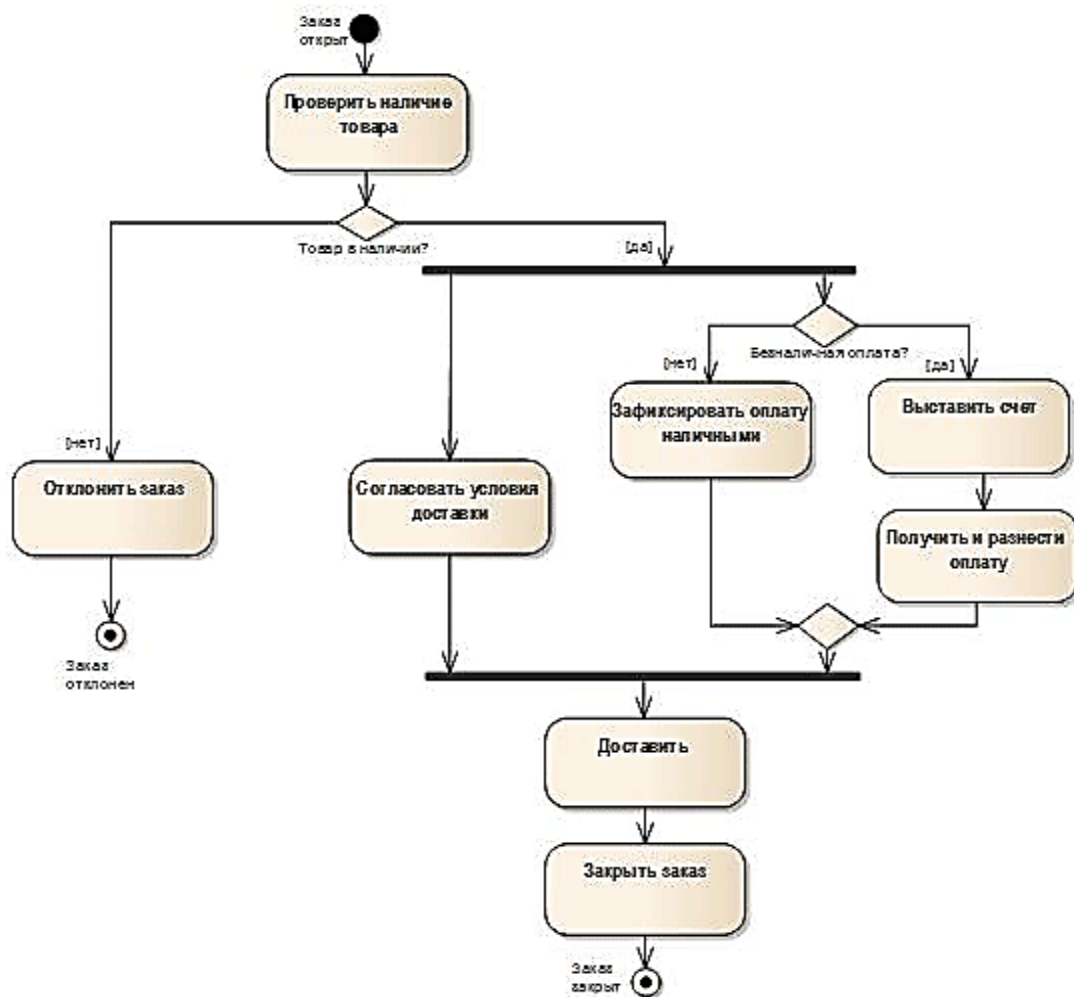 Заказ
открыт
Проверить наличие
товара
Товар в наличии?
[да]
Безналичная оплата?
[нет]
[да]
Зафиксировать оплату
наличными
Выставить счет
[нет]
Отклонить заказ
Согласовать условия
доставки
Получить и разнести
оплату
Заказ
отклонен
Доставить
Закрыть заказ
Заказ
закрыт